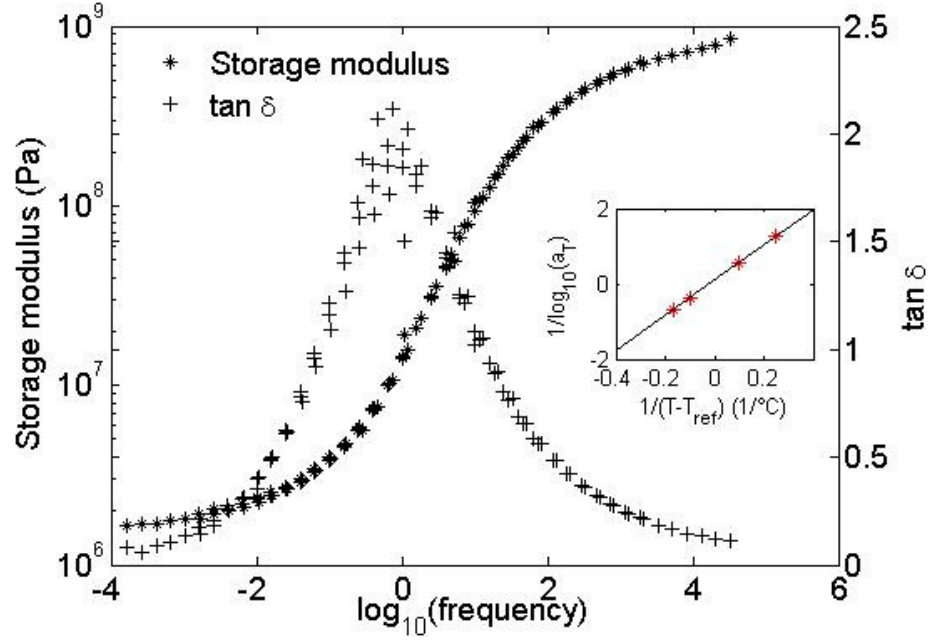 10⁹
10⁸
10⁷
10⁶
Storage modulus (Pa)
* Storage modulus
+ tan δ
2.5
2
1.5
1
0.5
0
tan δ
-4 -2 0 2 4 6
log₁₀(frequency)
2
0
-2
1/log₁₀(a_T)
-0.4 -0.2 0 0.2
1/(T-T_ref) (1/°C)